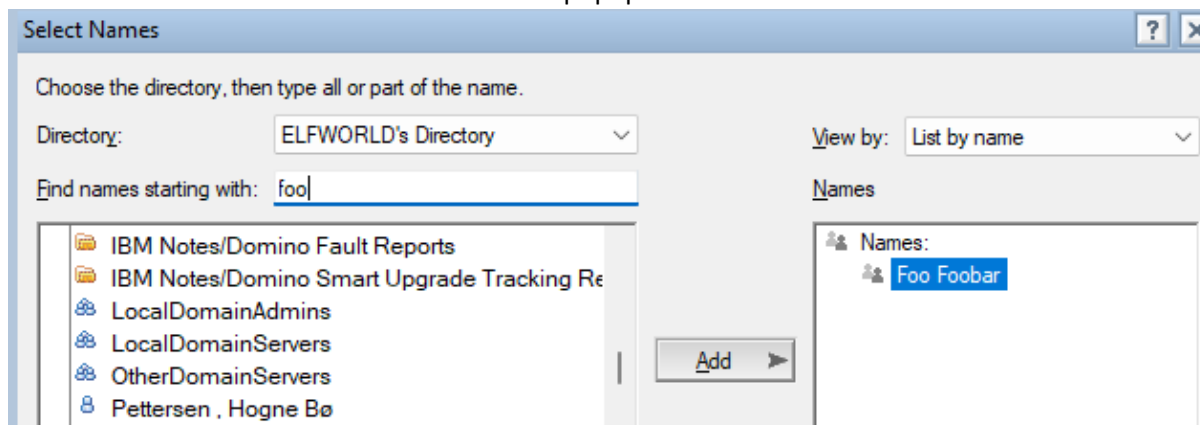 Select Names
?
Choose the directory, then type all or part of the name.
Directory: ELFWORLD's Directory
View by: List by name
Find names starting with: foo
Names
IBM Notes/Domino Fault Reports
IBM Notes/Domino Smart Upgrade Tracking Re
LocalDomainAdmins
LocalDomainServers
OtherDomainServers
Pettersen , Hogne Bø
Add
Names:
Foo Foobar